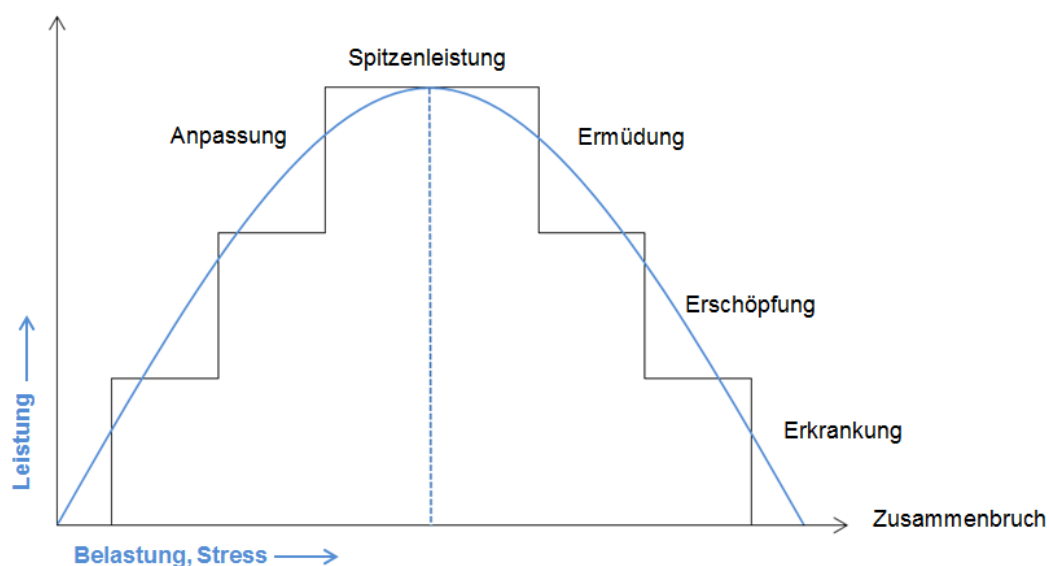 Spitzenleistung
Anpassung
Ermüdung
Erschöpfung
Leistung
Erkrankung
Zusammenbruch
Belastung, Stress